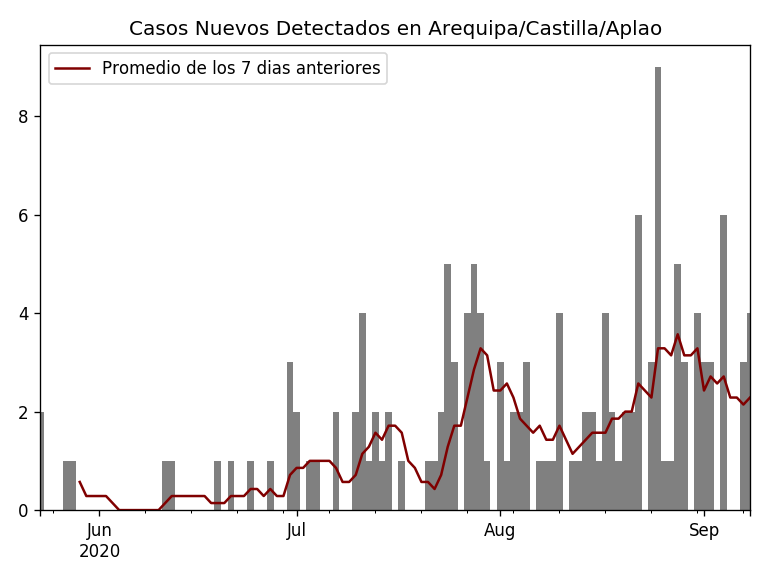 Casos Nuevos Detectados en Arequipa/Castilla/Aplao
Promedio de los 7 dias anteriores
8
6
4
2
0
Jun
2020
Jul
Aug
Sep